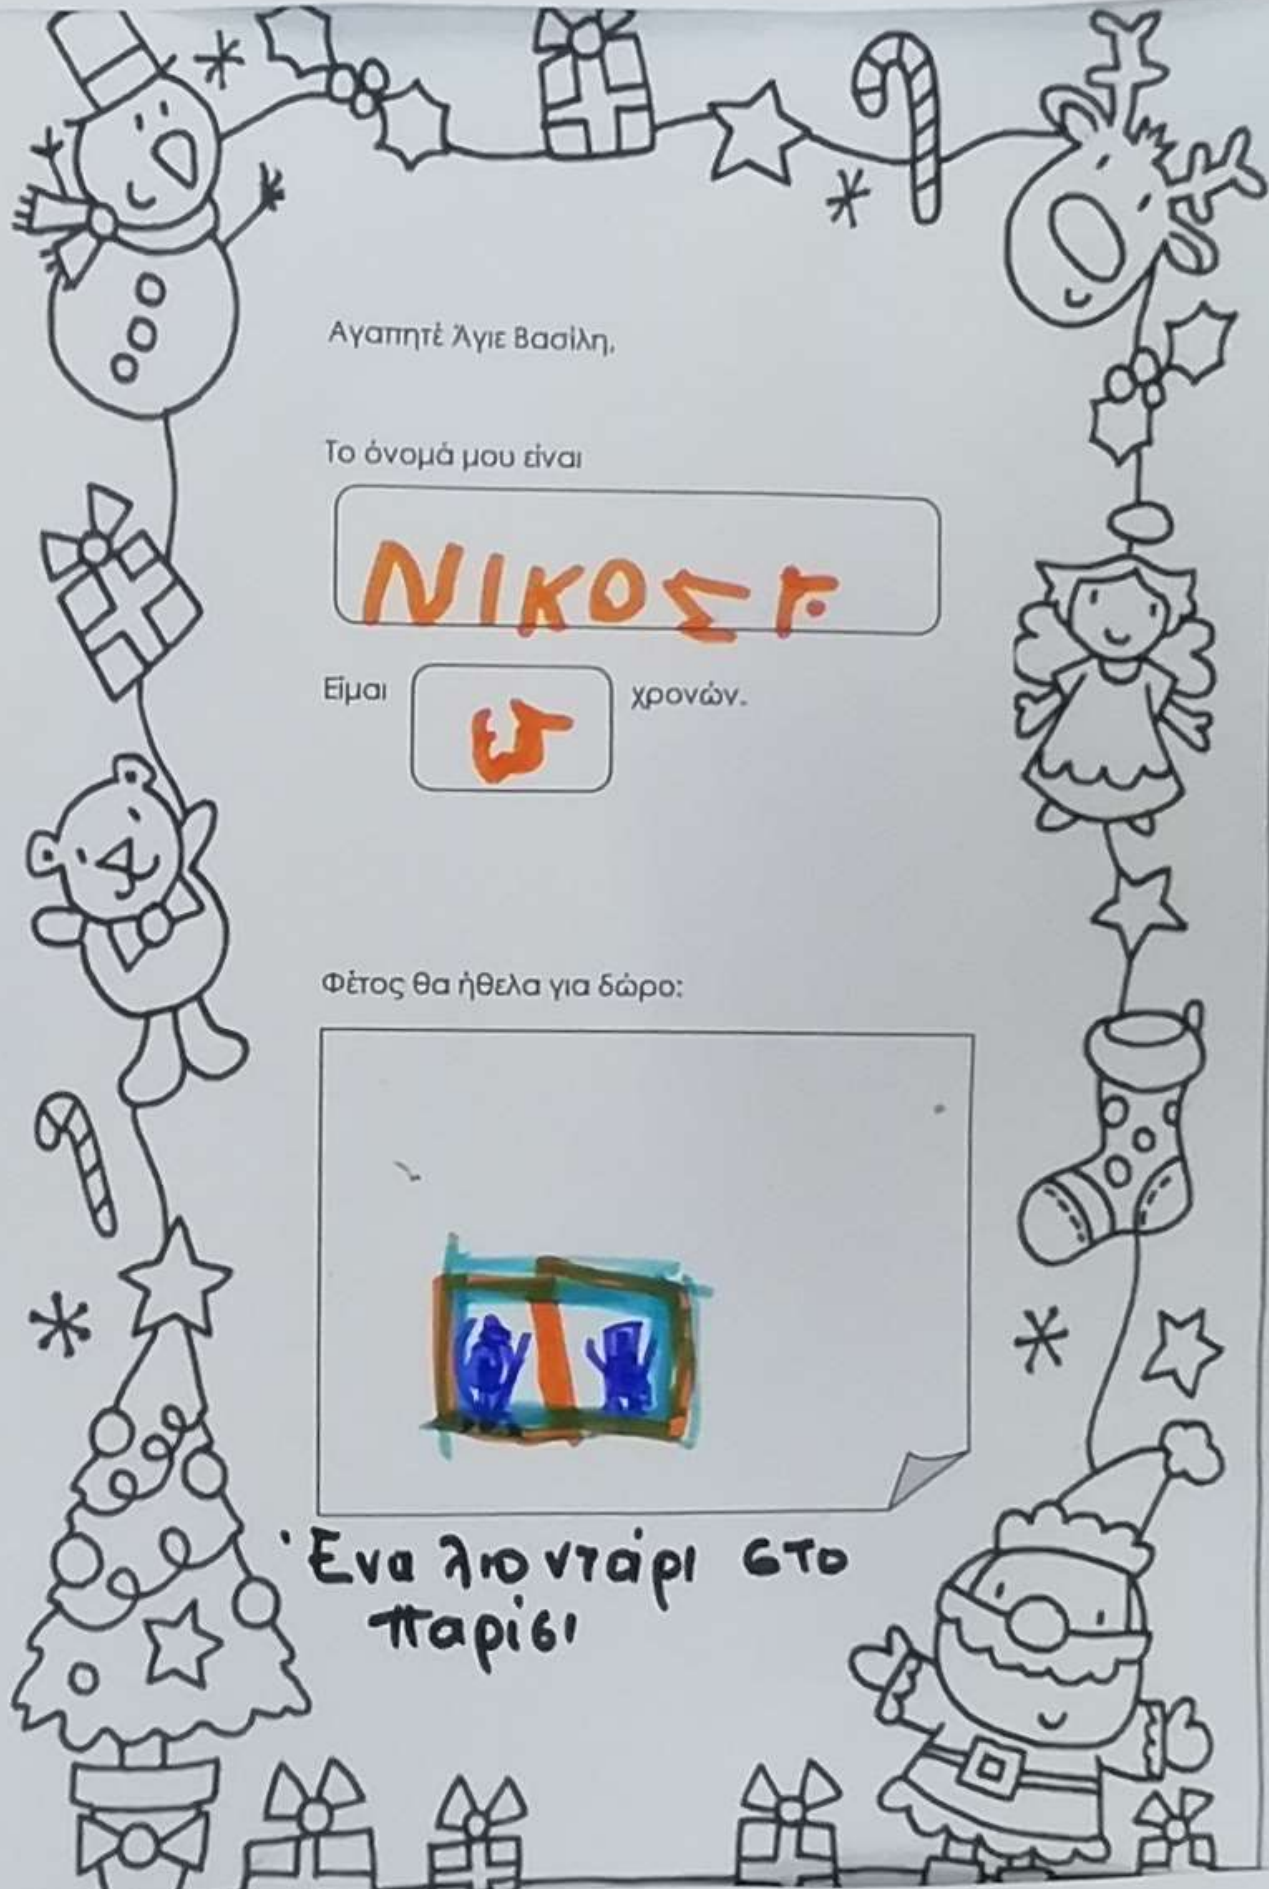 Αγαπητέ Άγιε Βασίλη,
Το όνομά μου είναι
ΝΙΚΟΣ Γ.
Είμαι 5 χρονών.
Φέτος θα ήθελα για δώρο:
Ένα λιοντάρι στο
παρίσι